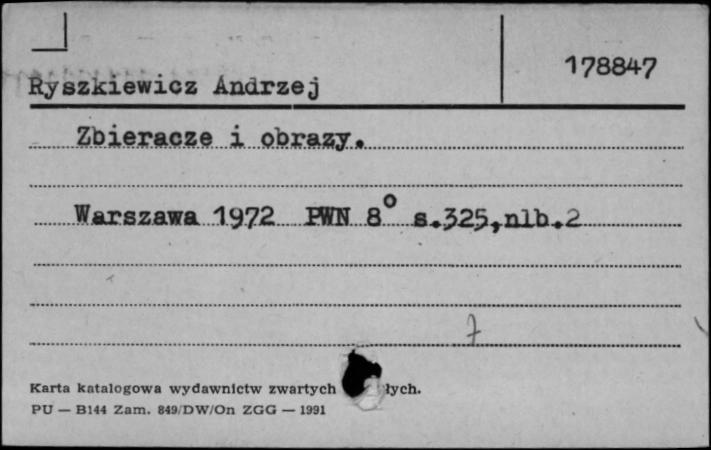 178847
Ryszkiewicz Andrzej
Zbieracze i obrazy.
Warszawa 1972 PWN 8° s.325,nlb.2
7
Karta katalogowa wydawnictw zwartych
PU — B144 Zam. 849/DW/On ZGG — 1991